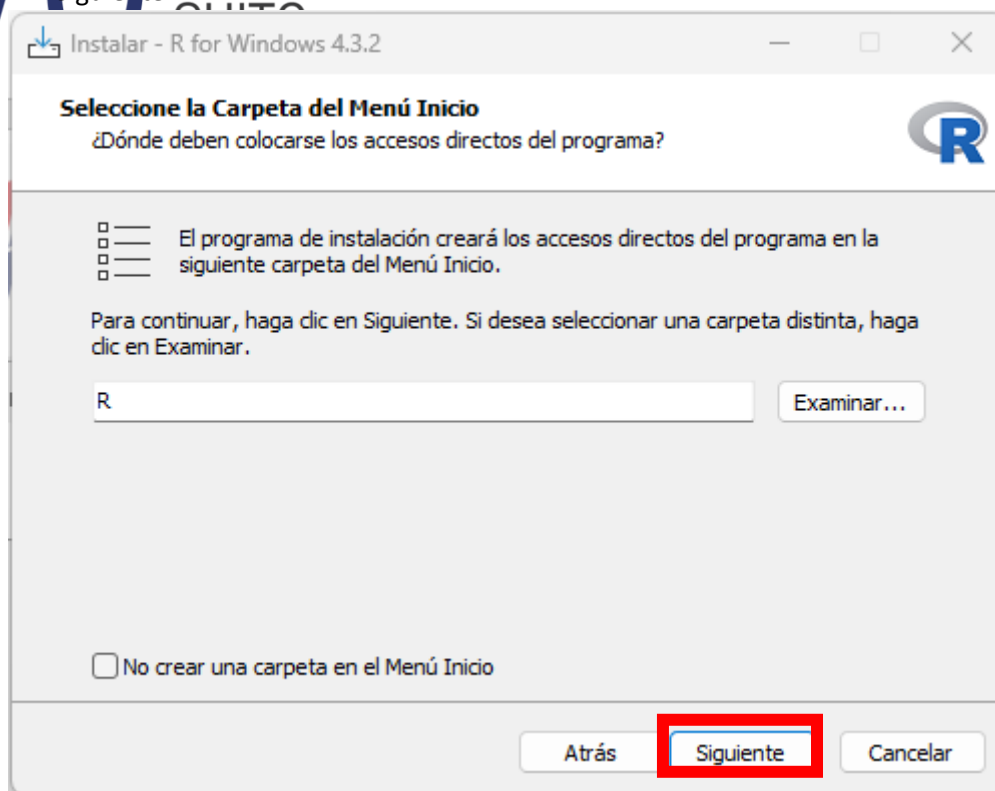 Instalar - R for Windows 4.3.2
Seleccione la Carpeta del Menú Inicio
¿Dónde deben colocarse los accesos directos del programa?
R
El programa de instalación creará los accesos directos del programa en la
siguiente carpeta del Menú Inicio.
Para continuar, haga clic en Siguiente. Si desea seleccionar una carpeta distinta, haga
clic en Examinar.
R
Examinar...
No crear una carpeta en el Menú Inicio
Atrás
Siguiente
Cancelar